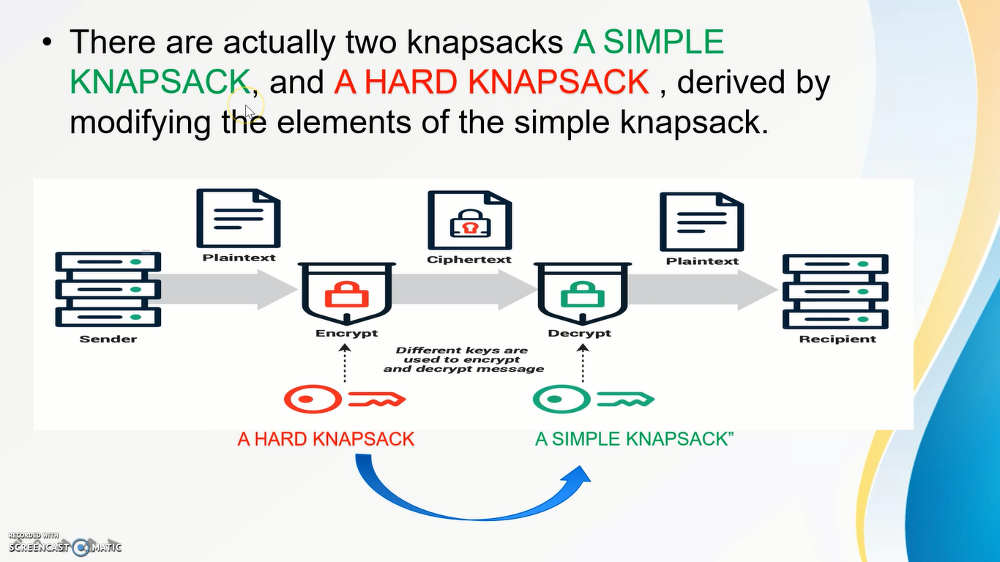 • There are actually two knapsacks A SIMPLE
KNAPSACK, and A HARD KNAPSACK , derived by
modifying the elements of the simple knapsack.
Plaintext
Ciphertext
Plaintext
Sender
Encrypt
Decrypt
Recipient
Different keys are
used to encrypt
and decrypt message
A HARD KNAPSACK
A SIMPLE KNAPSACK”
RECORDED WITH
SCREENCAST MATIC